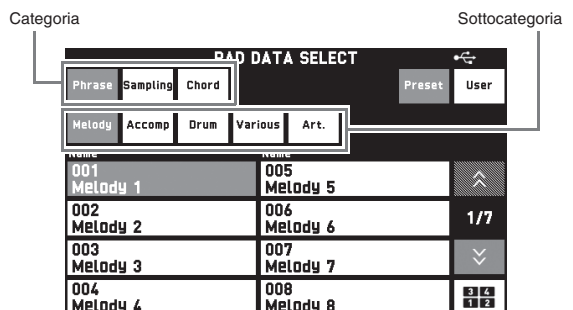 Categoria Sottocategoria
PAD DATA SELECT
Phrase Sampling Chord Preset User
Melody Accomp Drum Various Art.
Name Name
001 005
Melody 1 Melody 5
002 006 1/7
Melody 2 Melody 6
003 007
Melody 3 Melody 7
004 008 3 4
Melody 4 Melody 8 1 2